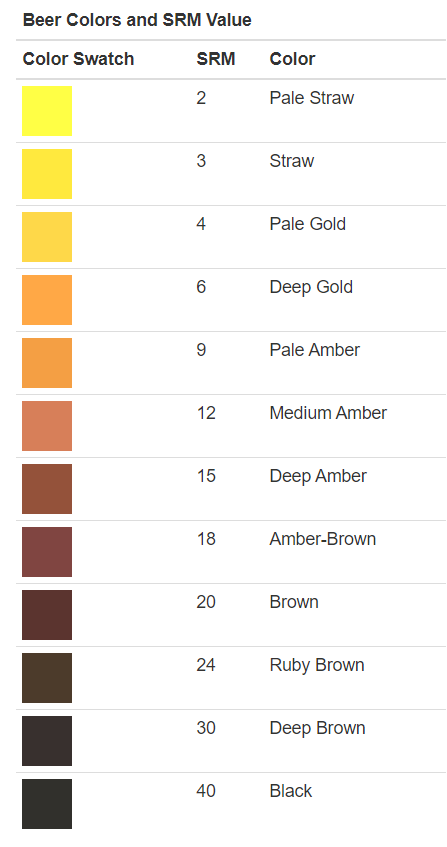 Beer Colors and SRM Value
Color Swatch SRM Color
2 Pale Straw
3 Straw
4 Pale Gold
6 Deep Gold
9 Pale Amber
12 Medium Amber
15 Deep Amber
18 Amber-Brown
20 Brown
24 Ruby Brown
30 Deep Brown
40 Black